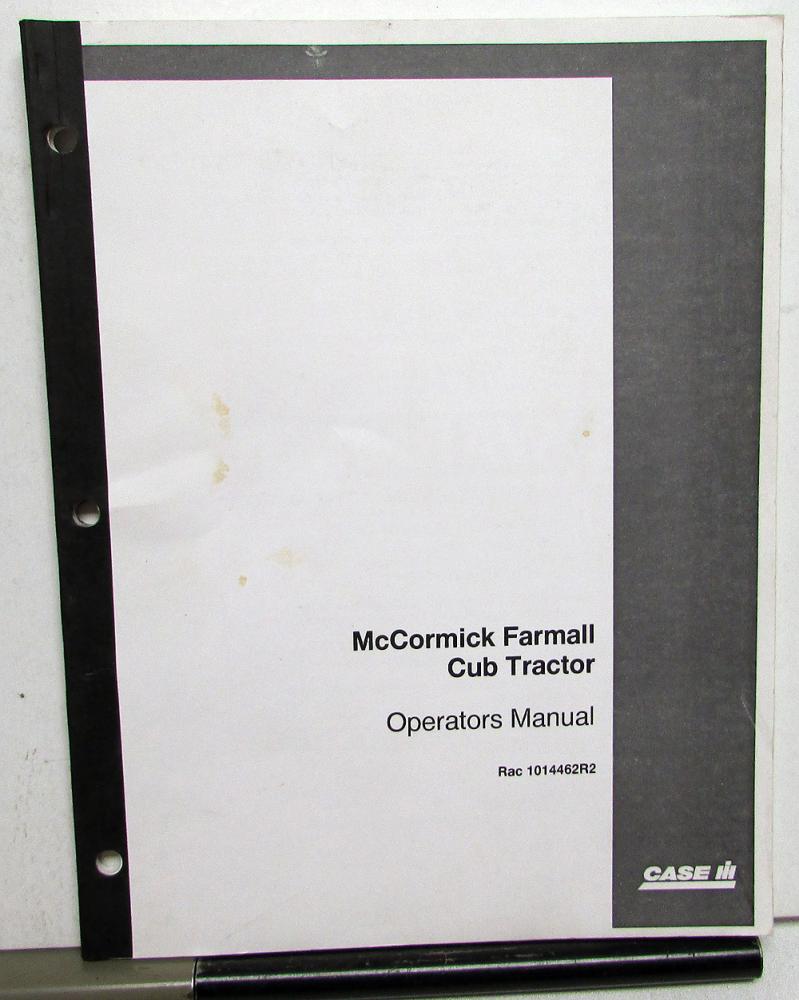 McCormick Farmall
Cub Tractor
Operators Manual
Rac 1014462R2
CASE IH